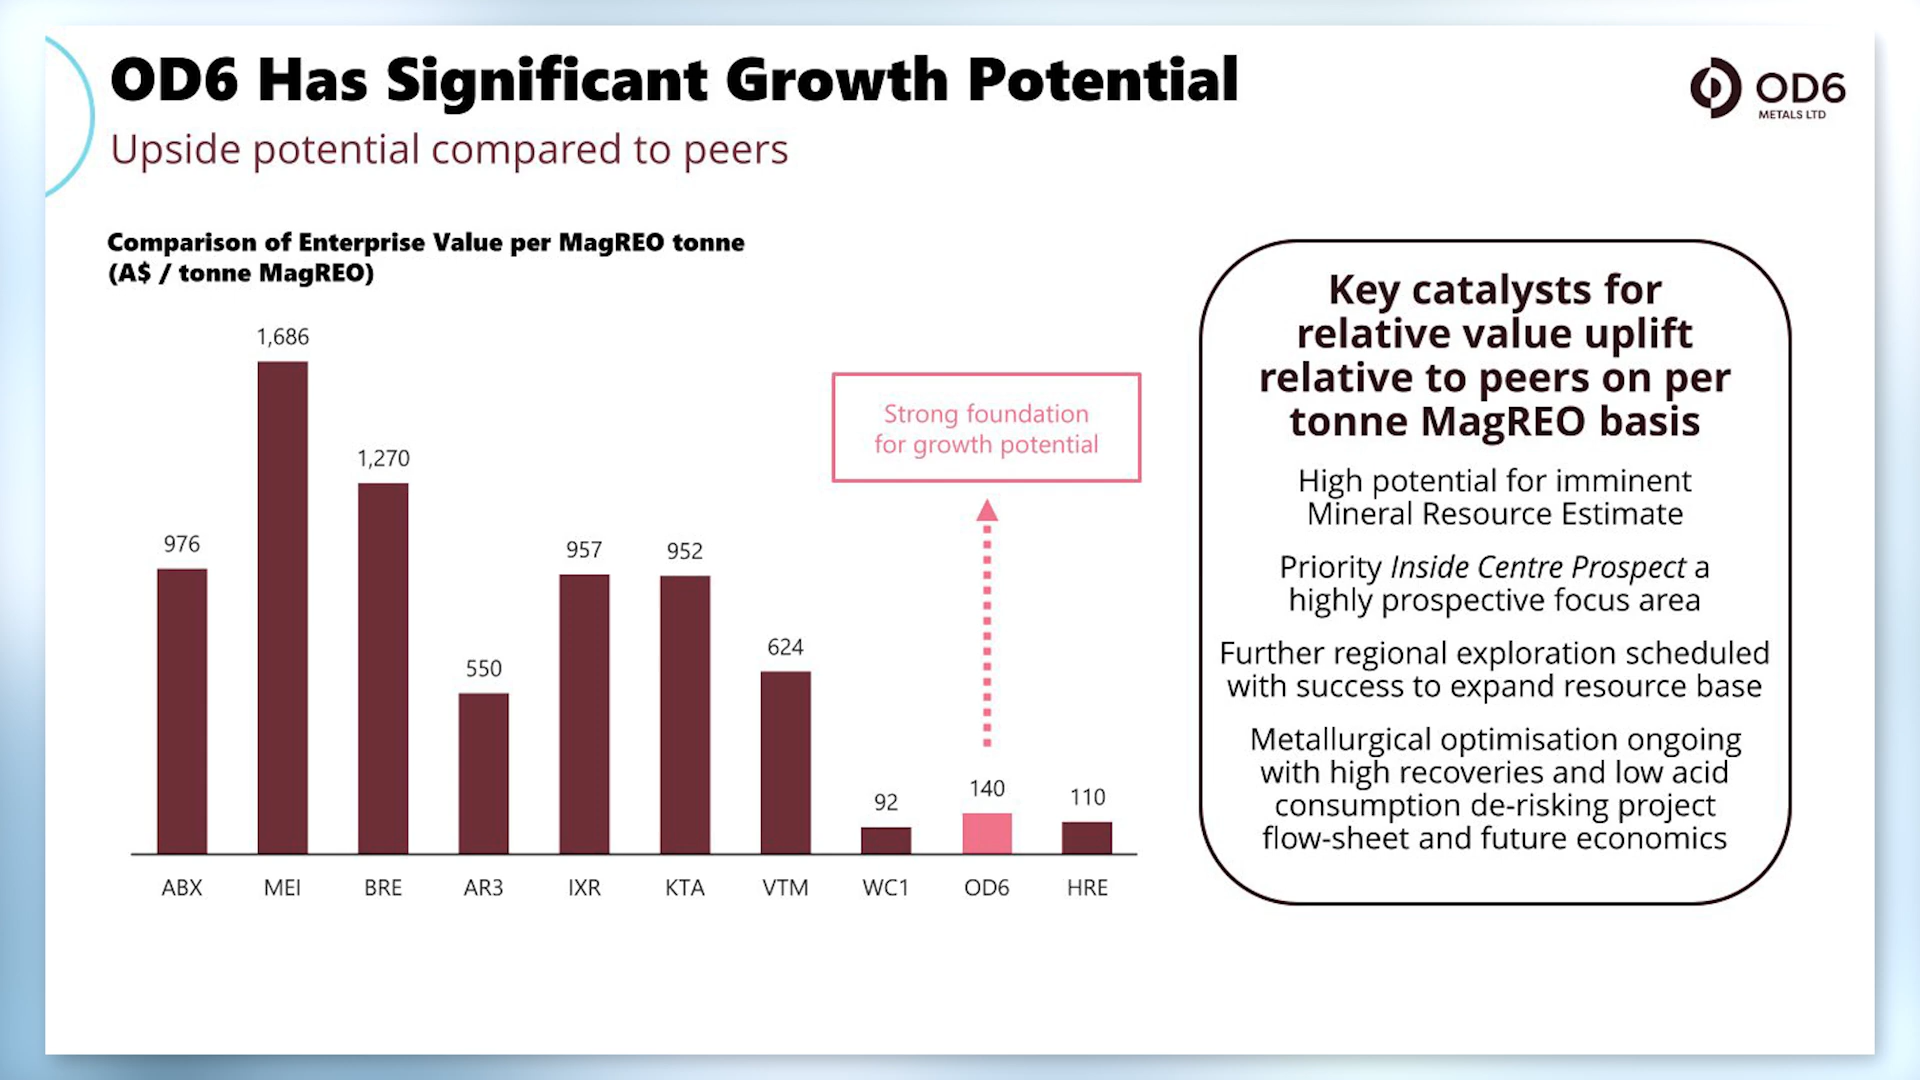 OD6 Has Significant Growth Potential
Upside potential compared to peers
OD6
METALS LTD
Comparison of Enterprise Value per MagREO tonne
(A$ / tonne MagREO)
1,686
1,270
976
957
952
550
624
92
140
110
Strong foundation
for growth potential
ABX
MEI
BRE
AR3
IXR
KTA
VTM
WC1
OD6
HRE
Key catalysts for
relative value uplift
relative to peers on per
tonne MagREO basis
High potential for imminent
Mineral Resource Estimate
Priority Inside Centre Prospect a
highly prospective focus area
Further regional exploration scheduled
with success to expand resource base
Metallurgical optimisation ongoing
with high recoveries and low acid
consumption de-risking project
flow-sheet and future economics